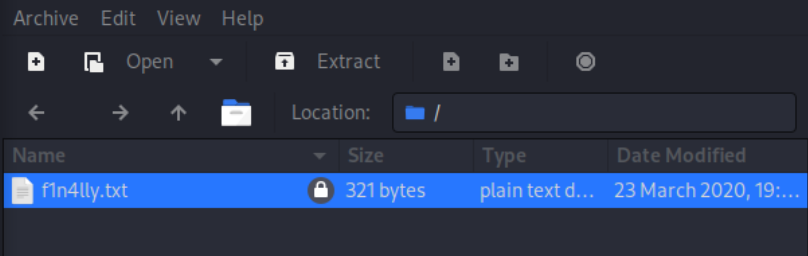 Archive Edit View Help
Open Extract
Location: /
Name Size Type Date Modified
f1n4lly.txt 321 bytes plain text d... 23 March 2020, 19:...